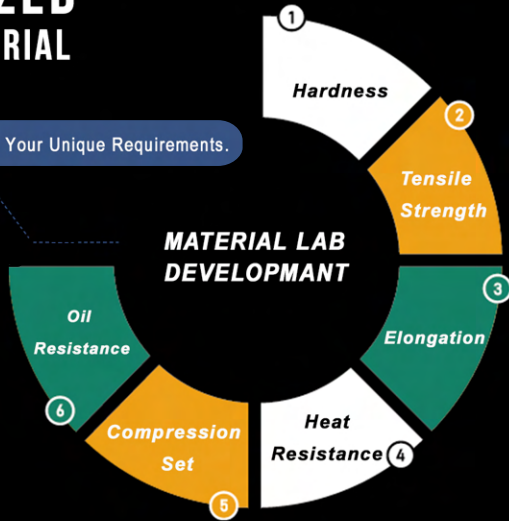 Your Unique Requirements.
MATERIAL LAB
DEVELOPMANT
1
Hardness
2
Tensile
Strength
3
Elongation
4
Heat
Resistance
5
Compression
Set
6
Oil
Resistance